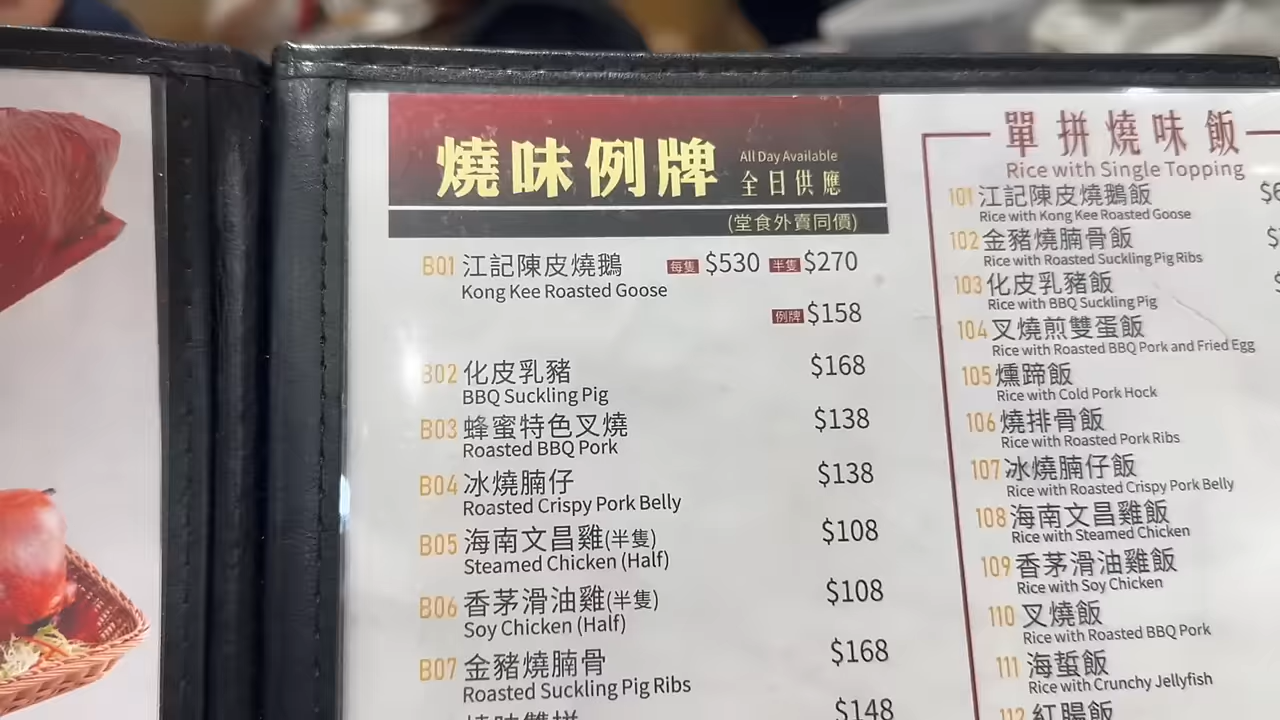 燒味例牌
All Day Available
全日供應
(堂食外賣同價)
B01 江記陳皮燒鵝 每隻 $530 半隻 $270
Kong Kee Roasted Goose
例牌 $158
B02 化皮乳豬 $168
BBQ Suckling Pig
B03 蜂蜜特色叉燒 $138
Roasted BBQ Pork
B04 冰燒腩仔 $138
Roasted Crispy Pork Belly
B05 海南文昌雞(半隻) $108
Steamed Chicken (Half)
B06 香茅滑油雞(半隻) $108
Soy Chicken (Half)
B07 金豬燒腩骨 $168
Roasted Suckling Pig Ribs
燒味雙拼 $148
單拼燒味飯
Rice with Single Topping
101 江記陳皮燒鵝飯
Rice with Kong Kee Roasted Goose
102 金豬燒腩骨飯
Rice with Roasted Suckling Pig Ribs
103 化皮乳豬飯
Rice with BBQ Suckling Pig
104 叉燒煎雙蛋飯
Rice with Roasted BBQ Pork and Fried Egg
105 燻蹄飯
Rice with Cold Pork Hock
106 燒排骨飯
Rice with Roasted Pork Ribs
107 冰燒腩仔飯
Rice with Roasted Crispy Pork Belly
108 海南文昌雞飯
Rice with Steamed Chicken
109 香茅滑油雞飯
Rice with Soy Chicken
110 叉燒飯
Rice with Roasted BBQ Pork
111 海蜇飯
Rice with Crunchy Jellyfish
112 紅腸飯